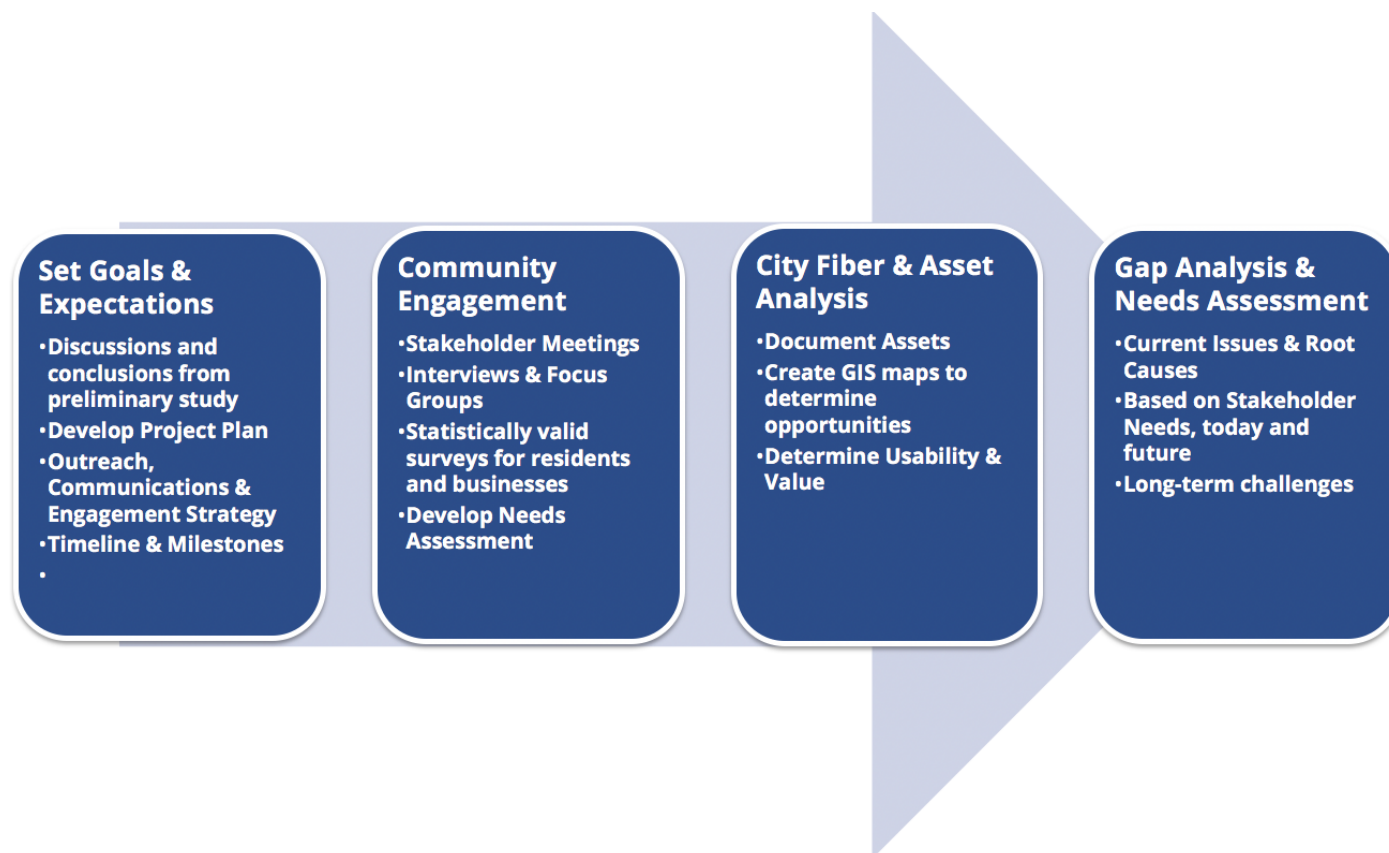 Set Goals &
Expectations
•Discussions and
conclusions from
preliminary study
•Develop Project Plan
•Outreach,
Communications &
Engagement Strategy
•Timeline & Milestones
•
Community
Engagement
•Stakeholder Meetings
•Interviews & Focus
Groups
•Statistically valid
surveys for residents
and businesses
•Develop Needs
Assessment
City Fiber & Asset
Analysis
•Document Assets
•Create GIS maps to
determine
opportunities
•Determine Usability &
Value
Gap Analysis &
Needs Assessment
•Current Issues & Root
Causes
•Based on Stakeholder
Needs, today and
future
•Long-term challenges